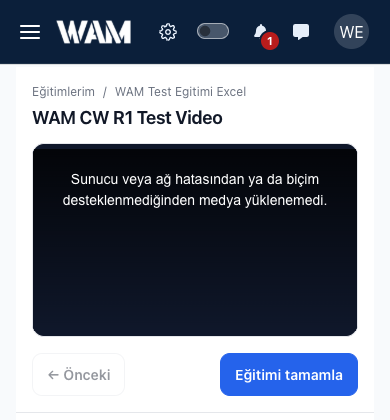 WAM
1
WE
Eğitimlerim / WAM Test Egitimi Excel
WAM CW R1 Test Video
Sunucu veya ağ hatasından ya da biçim
desteklenmediğinden medya yüklenemedi.
← Önceki
Eğitimi tamamla